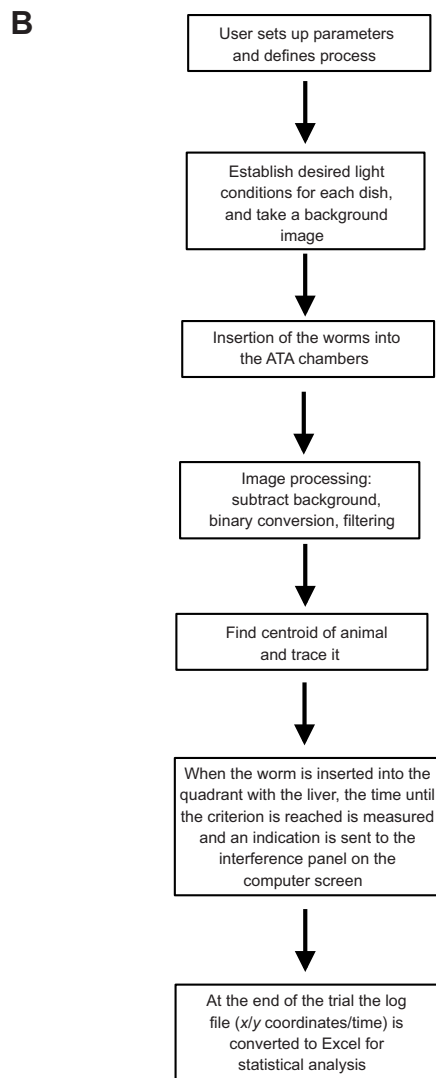 B
User sets up parameters
and defines process
Establish desired light
conditions for each dish,
and take a background
image
Insertion of the worms into
the ATA chambers
Image processing:
subtract background,
binary conversion, filtering
Find centroid of animal
and trace it
When the worm is inserted into the
quadrant with the liver, the time until
the criterion is reached is measured
and an indication is sent to the
interference panel on the
computer screen
At the end of the trial the log
file (x/y coordinates/time) is
converted to Excel for
statistical analysis